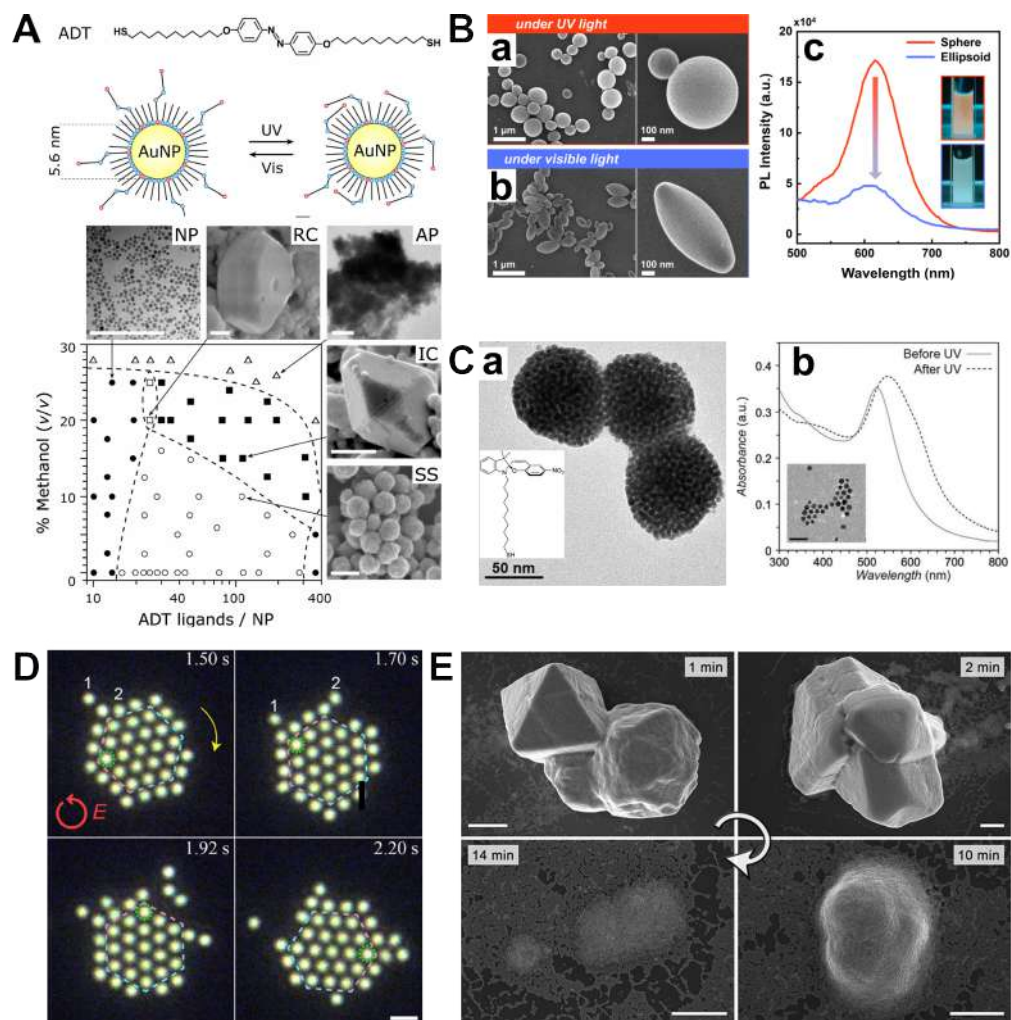 A
ADT
HS
O
N
N
O
SH
5.6 nm
AuNP
UV
Vis
AuNP
NP
RC
AP
IC
SS
% Methanol (v/v)
30
20
10
0
10
40
100
400
ADT ligands / NP
B
under UV light
a
1 µm
100 nm
under visible light
b
1 µm
100 nm
c
x10⁴
Sphere
Ellipsoid
PL Intensity (a.u.)
20
15
10
5
0
500
600
700
800
Wavelength (nm)
C
a
N
O
NO₂
SH
50 nm
b
Before UV
After UV
Absorbance (a.u.)
0.4
0.3
0.2
0.1
0
300
400
500
600
700
800
Wavelength (nm)
D
1.50 s
1
2
E
1.70 s
1
2
1.92 s
2.20 s
E
1 min
2 min
14 min
10 min